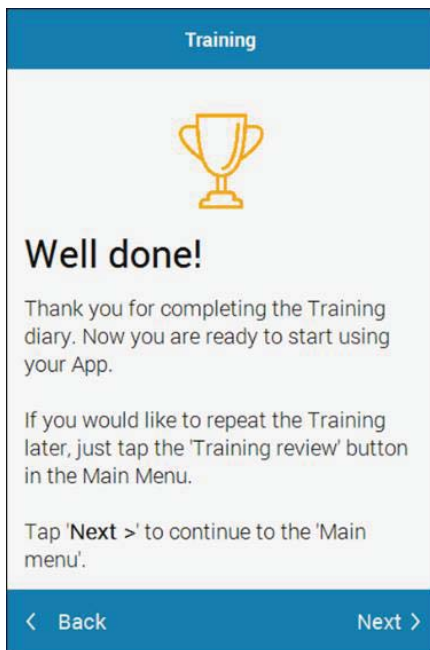 Training
Well done!
Thank you for completing the Training
diary. Now you are ready to start using
your App.
If you would like to repeat the Training
later, just tap the 'Training review' button
in the Main Menu.
Tap 'Next >' to continue to the 'Main
menu'.
< Back
Next >